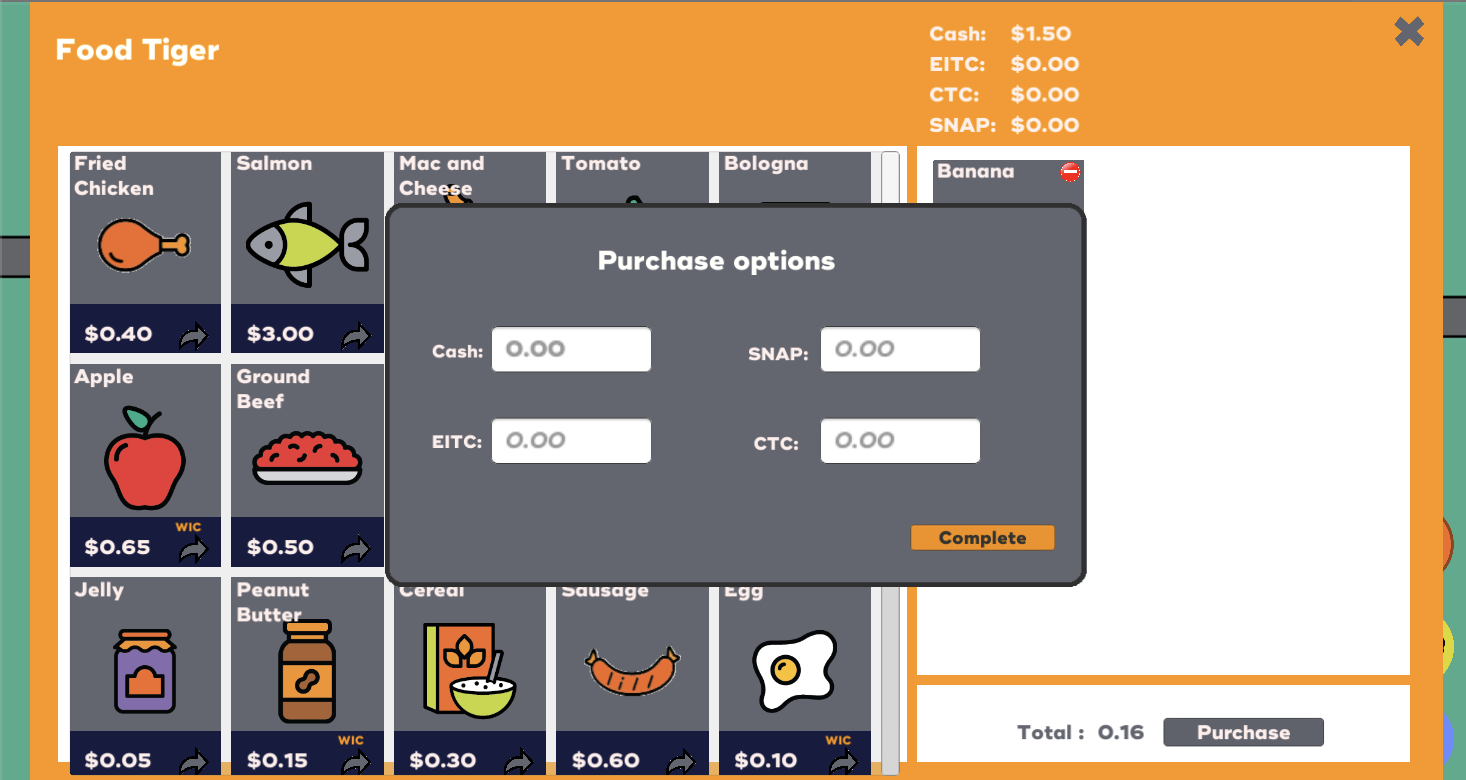 Food Tiger
Cash: $1.50
EITC: $0.00
CTC: $0.00
SNAP: $0.00
Fried
Chicken
Salmon
Mac and
Cheese
Tomato
Bologna
Banana
$0.40
$3.00
Purchase options
Cash: 0.00
SNAP: 0.00
EITC: 0.00
CTC: 0.00
Complete
Apple
Ground
Beef
WIC
$0.65
$0.50
Jelly
Peanut
Butter
Cereal
Sausage
Egg
$0.05
WIC
$0.15
$0.30
$0.60
WIC
$0.10
Total : 0.16
Purchase